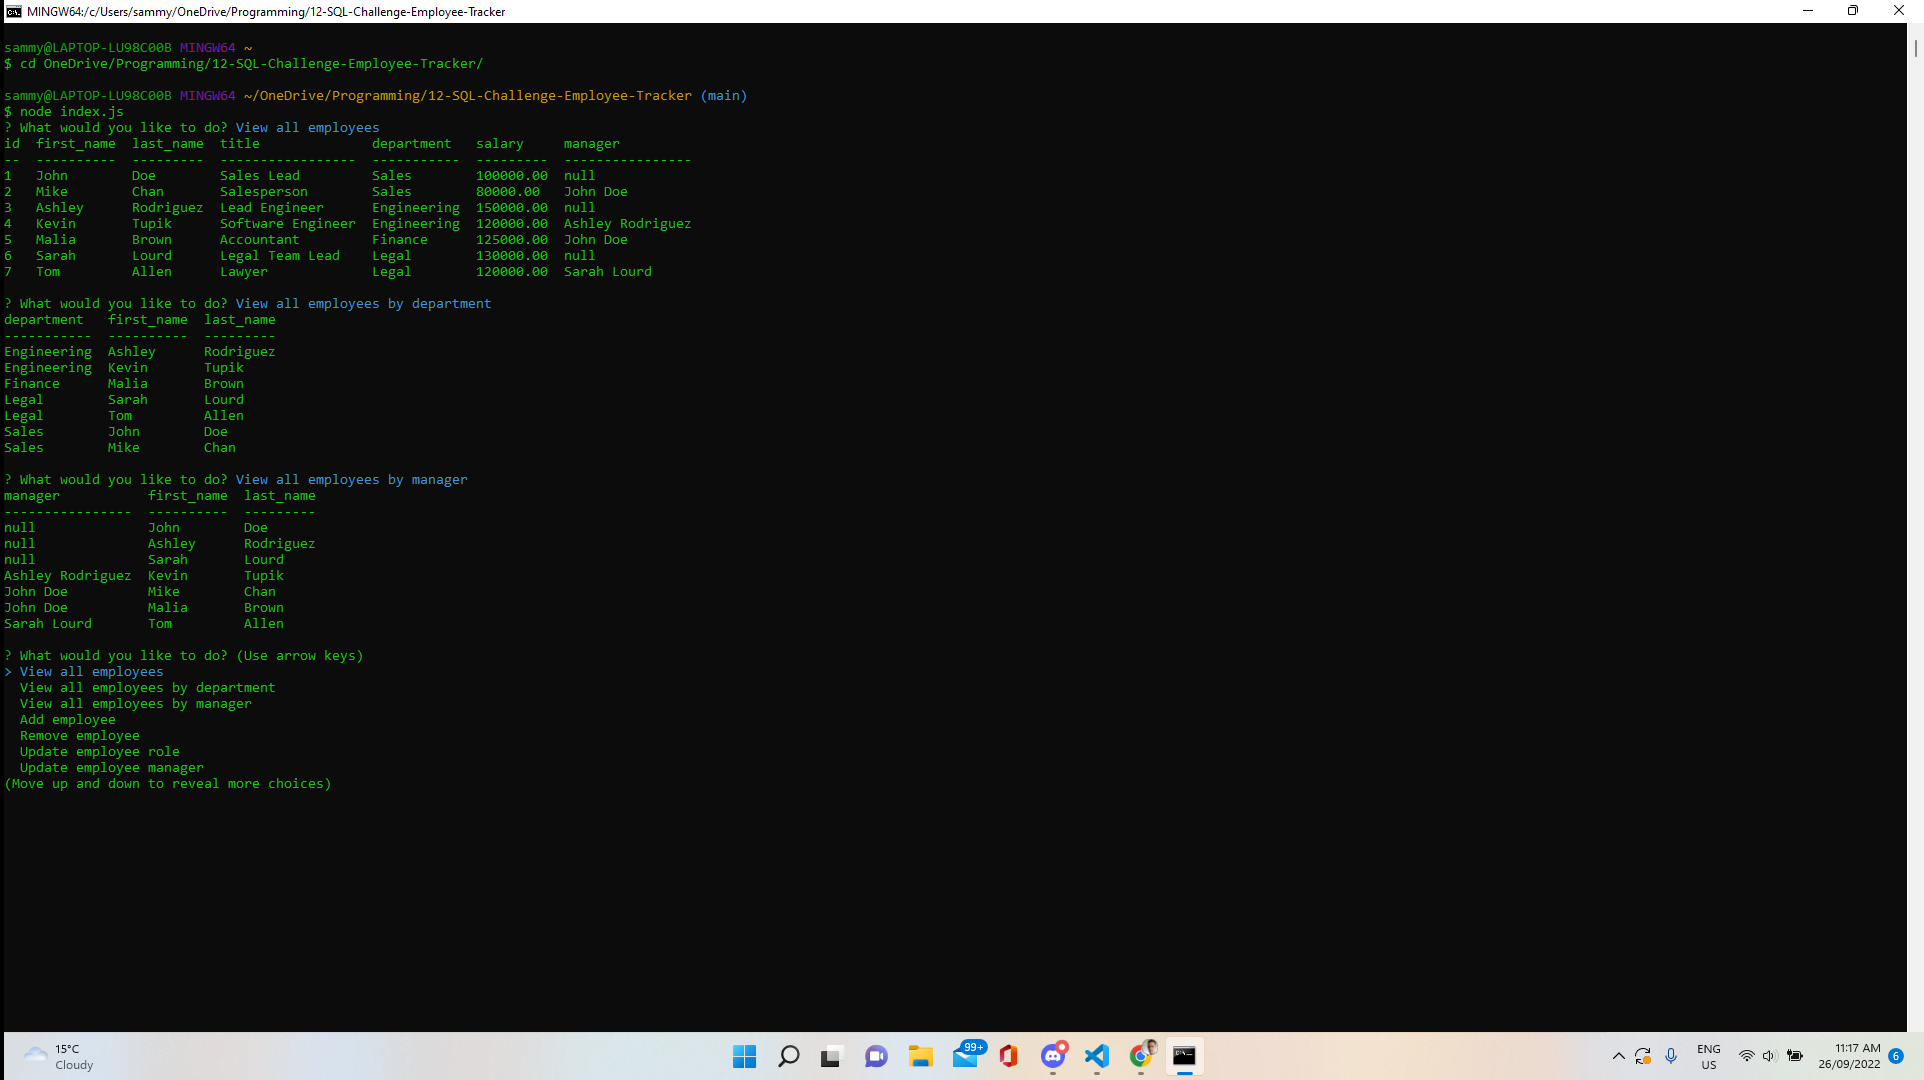 MINGW64:/c/Users/sammy/OneDrive/Programming/12-SQL-Challenge-Employee-Tracker
sammy@LAPTOP-LU98C00B MINGW64 ~
$ cd OneDrive/Programming/12-SQL-Challenge-Employee-Tracker/
sammy@LAPTOP-LU98C00B MINGW64 ~/OneDrive/Programming/12-SQL-Challenge-Employee-Tracker (main)
$ node index.js
? What would you like to do? View all employees
id  first_name  last_name  title              department   salary     manager
--  ----------  ---------  -----------------  -----------  ---------  ----------------
1   John        Doe        Sales Lead         Sales        100000.00  null
2   Mike        Chan       Salesperson        Sales        80000.00   John Doe
3   Ashley      Rodriguez  Lead Engineer      Engineering  150000.00  null
4   Kevin       Tupik      Software Engineer  Engineering  120000.00  Ashley Rodriguez
5   Malia       Brown      Accountant         Finance      125000.00  John Doe
6   Sarah       Lourd      Legal Team Lead    Legal        130000.00  null
7   Tom         Allen      Lawyer             Legal        120000.00  Sarah Lourd
? What would you like to do? View all employees by department
department   first_name  last_name
-----------  ----------  ---------
Engineering  Ashley      Rodriguez
Engineering  Kevin       Tupik
Finance      Malia       Brown
Legal        Sarah       Lourd
Legal        Tom         Allen
Sales        John        Doe
Sales        Mike        Chan
? What would you like to do? View all employees by manager
manager           first_name  last_name
----------------  ----------  ---------
null              John        Doe
null              Ashley      Rodriguez
null              Sarah       Lourd
Ashley Rodriguez  Kevin       Tupik
John Doe          Mike        Chan
John Doe          Malia       Brown
Sarah Lourd       Tom         Allen
? What would you like to do? (Use arrow keys)
> View all employees
  View all employees by department
  View all employees by manager
  Add employee
  Remove employee
  Update employee role
  Update employee manager
(Move up and down to reveal more choices)
15°C
Cloudy
99+
ENG
US
11:17 AM
26/09/2022
6